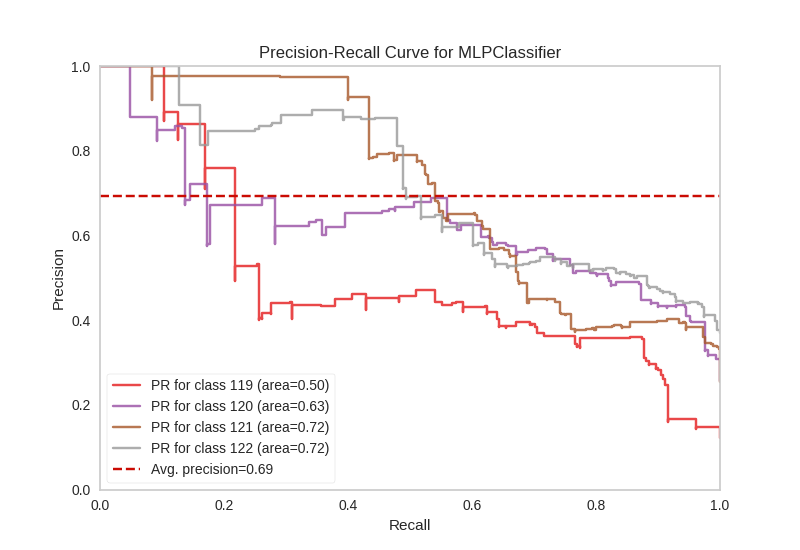 Precision-Recall Curve for MLPClassifier
1.0
0.8
0.6
0.4
0.2
0.0
Precision
PR for class 119 (area=0.50)
PR for class 120 (area=0.63)
PR for class 121 (area=0.72)
PR for class 122 (area=0.72)
Avg. precision=0.69
0.0 0.2 0.4 0.6 0.8 1.0
Recall